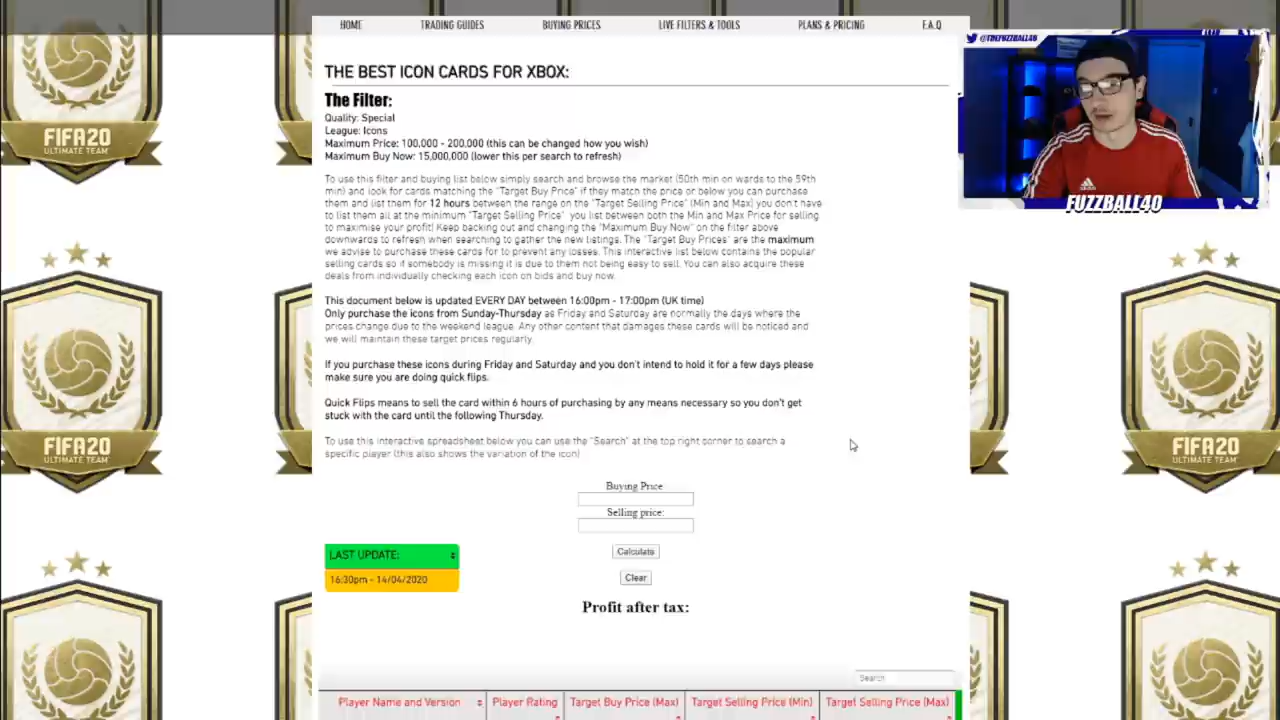 HOME TRADING GUIDES BUYING PRICES LIVE FILTERS & TOOLS PLANS & PRICING F.A.Q
@THEFUZZBALL40
THE BEST ICON CARDS FOR XBOX:
FUZZBALL40
The Filter:
Quality: Special
League: Icons
Maximum Price: 100,000 - 200,000 (this can be changed how you wish)
Maximum Buy Now: 15,000,000 (lower this per search to refresh)
To use this filter and buying list below simply search and browse the market (50th min on wards to the 59th
min) and look for cards matching the "Target Buy Price" if they match the price or below you can purchase
them and list them for 12 hours between the range on the "Target Selling Price" (Min and Max) you don't have
to list them all at the minimum "Target Selling Price" you list between both the Min and Max Price for selling
to maximise your profit! Keep backing out and changing the "Maximum Buy Now" on the filter above
downwards to refresh when searching to gather the new listings. The "Target Buy Prices" are the maximum
we advise to purchase these cards for to prevent any losses. This interactive list below contains the popular
selling cards so if somebody is missing it is due to them not being easy to sell. You can also acquire these
deals from individually checking each icon on bids and buy now.
This document below is updated EVERY DAY between 16:00pm - 17:00pm (UK time)
Only purchase the icons from Sunday-Thursday as Friday and Saturday are normally the days where the
prices change due to the weekend league. Any other content that damages these cards will be noticed and
we will maintain these target prices regularly.
If you purchase these icons during Friday and Saturday and you don't intend to hold it for a few days please
make sure you are doing quick flips.
Quick Flips means to sell the card within 6 hours of purchasing by any means necessary so you don't get
stuck with the card until the following Thursday.
To use this interactive spreadsheet below you can use the "Search" at the top right corner to search a
specific player (this also shows the variation of the icon)
Buying Price
Selling price:
Calculate
Clear
Profit after tax:
LAST UPDATE:
16:30pm - 14/04/2020
Search
Player Name and Version Player Rating Target Buy Price (Max) Target Selling Price (Min) Target Selling Price (Max)
FIFA20
ULTIMATE TEAM
FIFA20
ULTIMATE TEAM
FIFA20
ULTIMATE TEAM
FIFA20
ULTIMATE TEAM